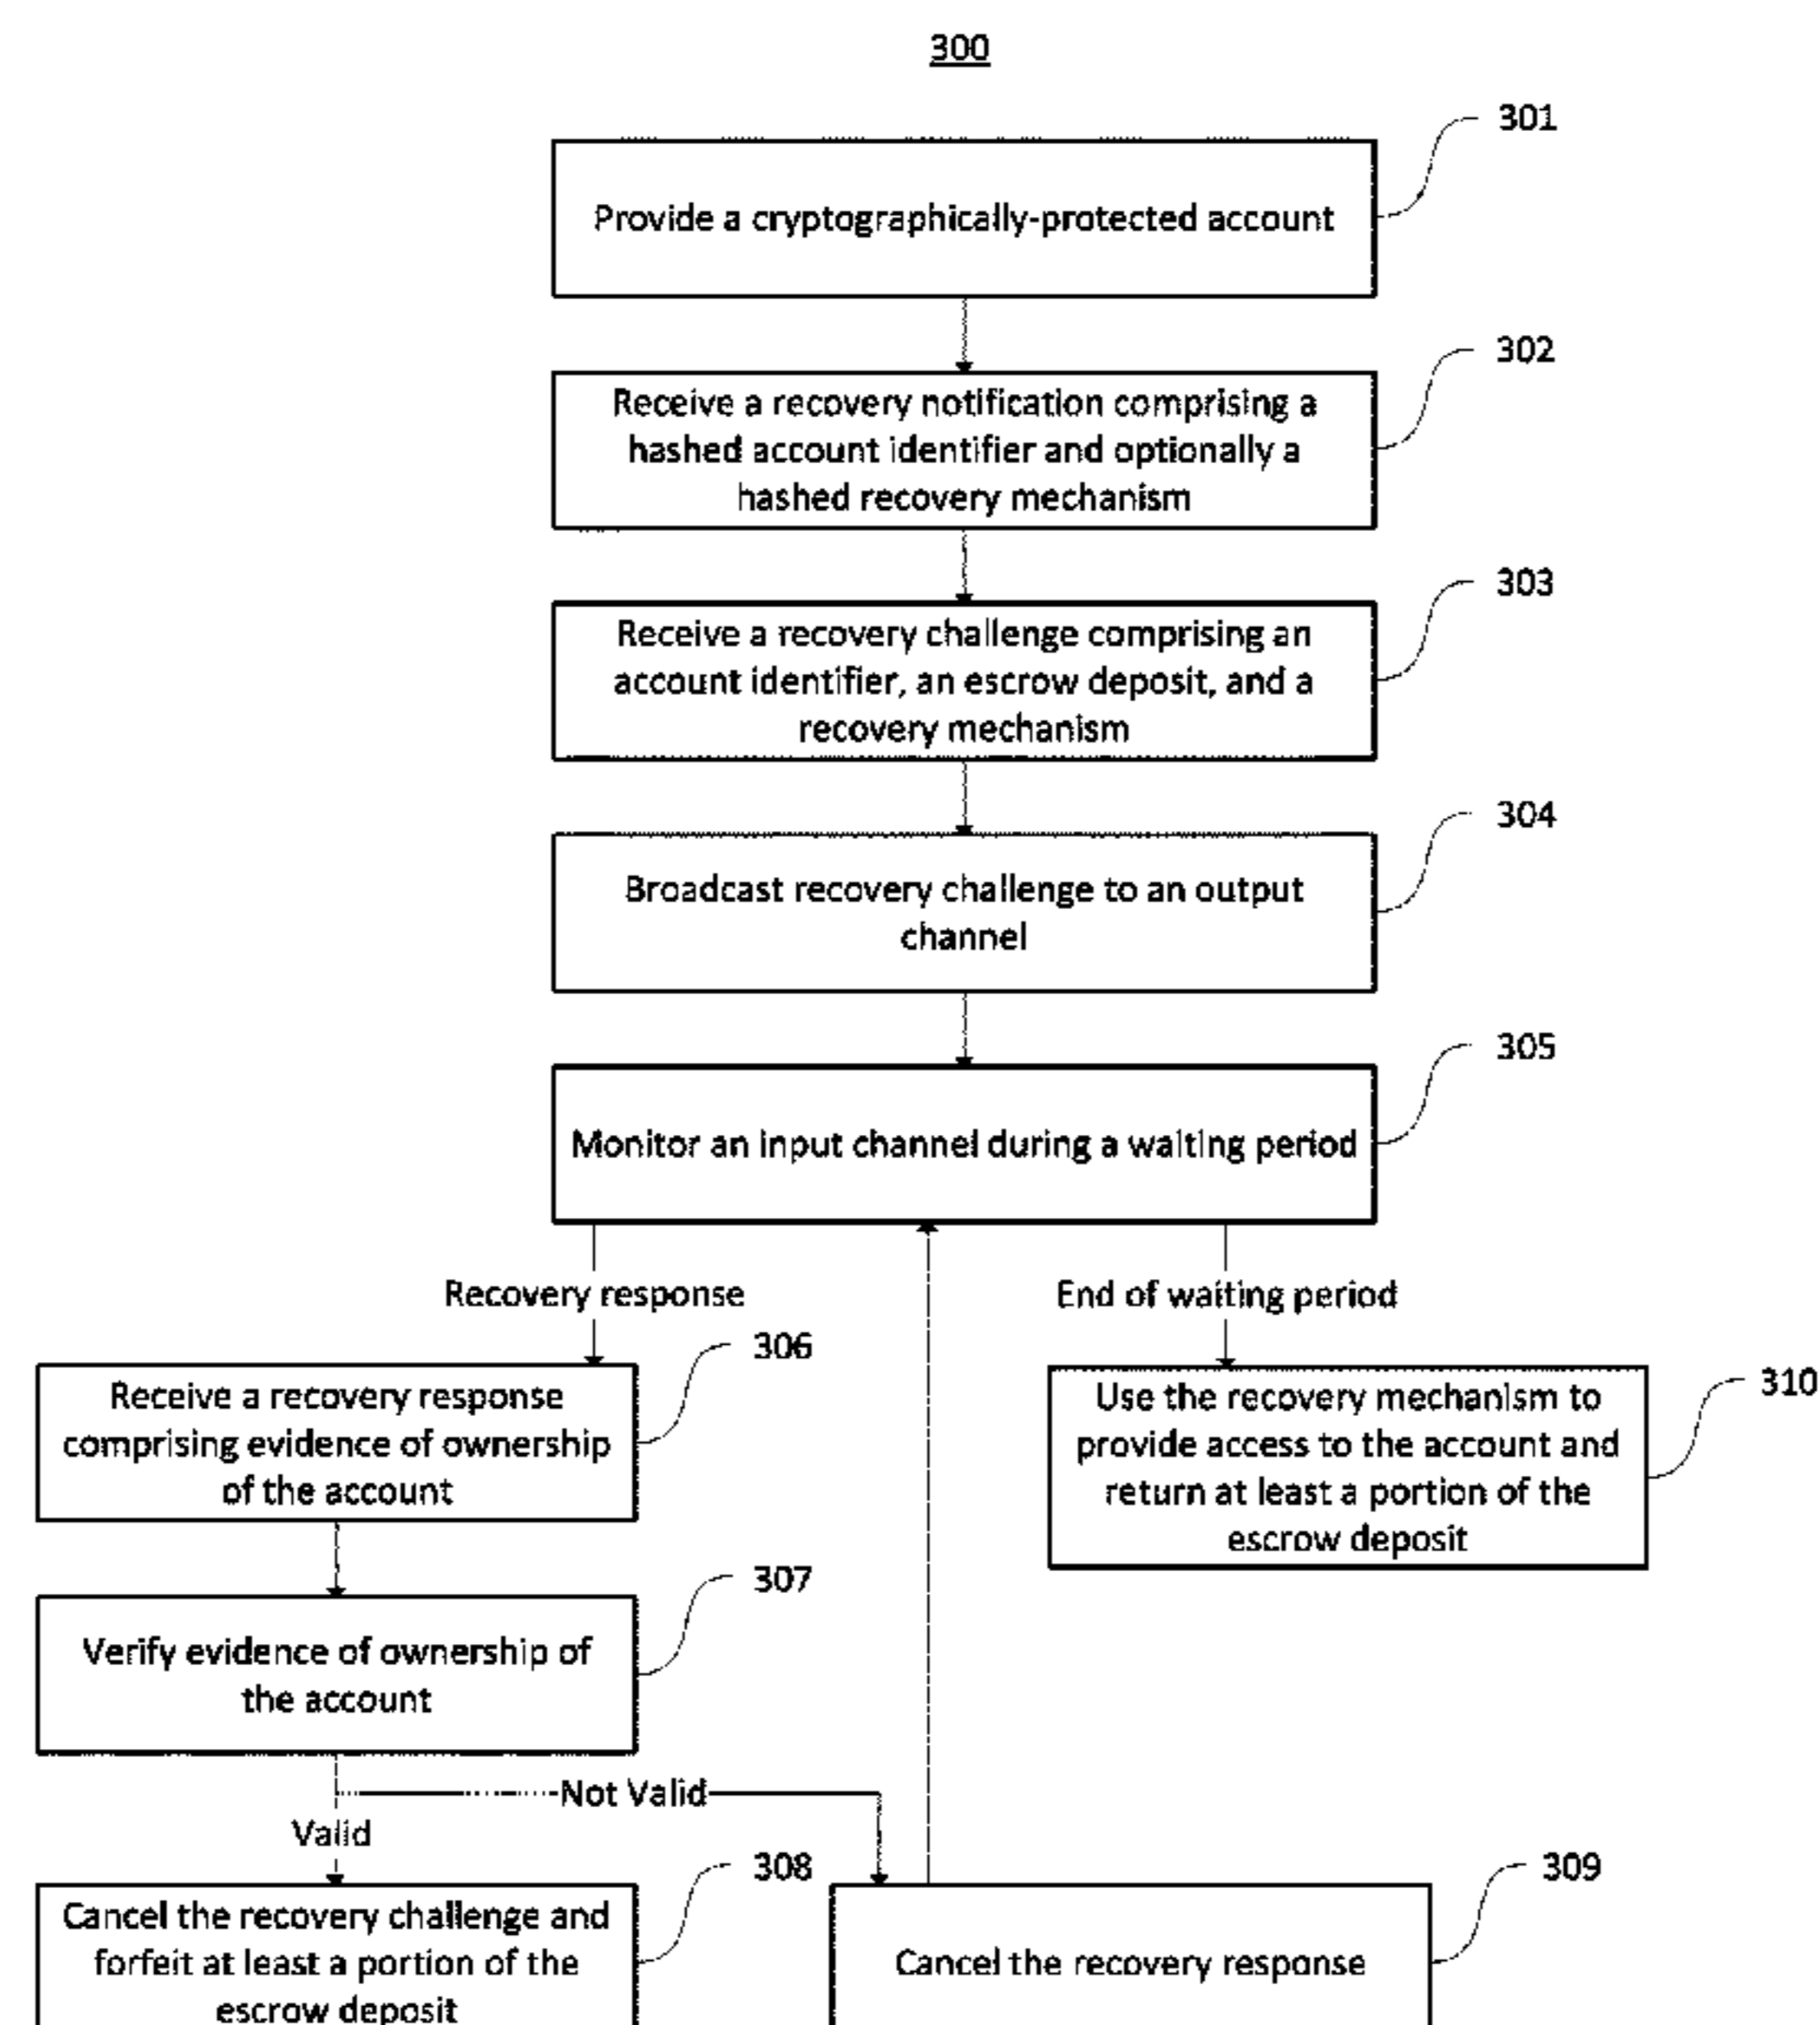 300
301
Provide a cryptographically-protected account
302
Receive a recovery notification comprising a
hashed account identifier and optionally a
hashed recovery mechanism
303
Receive a recovery challenge comprising an
account identifier, an escrow deposit, and a
recovery mechanism
304
Broadcast recovery challenge to an output
channel
305
Monitor an input channel during a waiting period
Recovery response
End of waiting period
306
Receive a recovery response
comprising evidence of ownership
of the account
310
Use the recovery mechanism to
provide access to the account and
return at least a portion of the
escrow deposit
307
Verify evidence of ownership of
the account
Not Valid
Valid
308
Cancel the recovery challenge and
forfeit at least a portion of the
escrow deposit
309
Cancel the recovery response